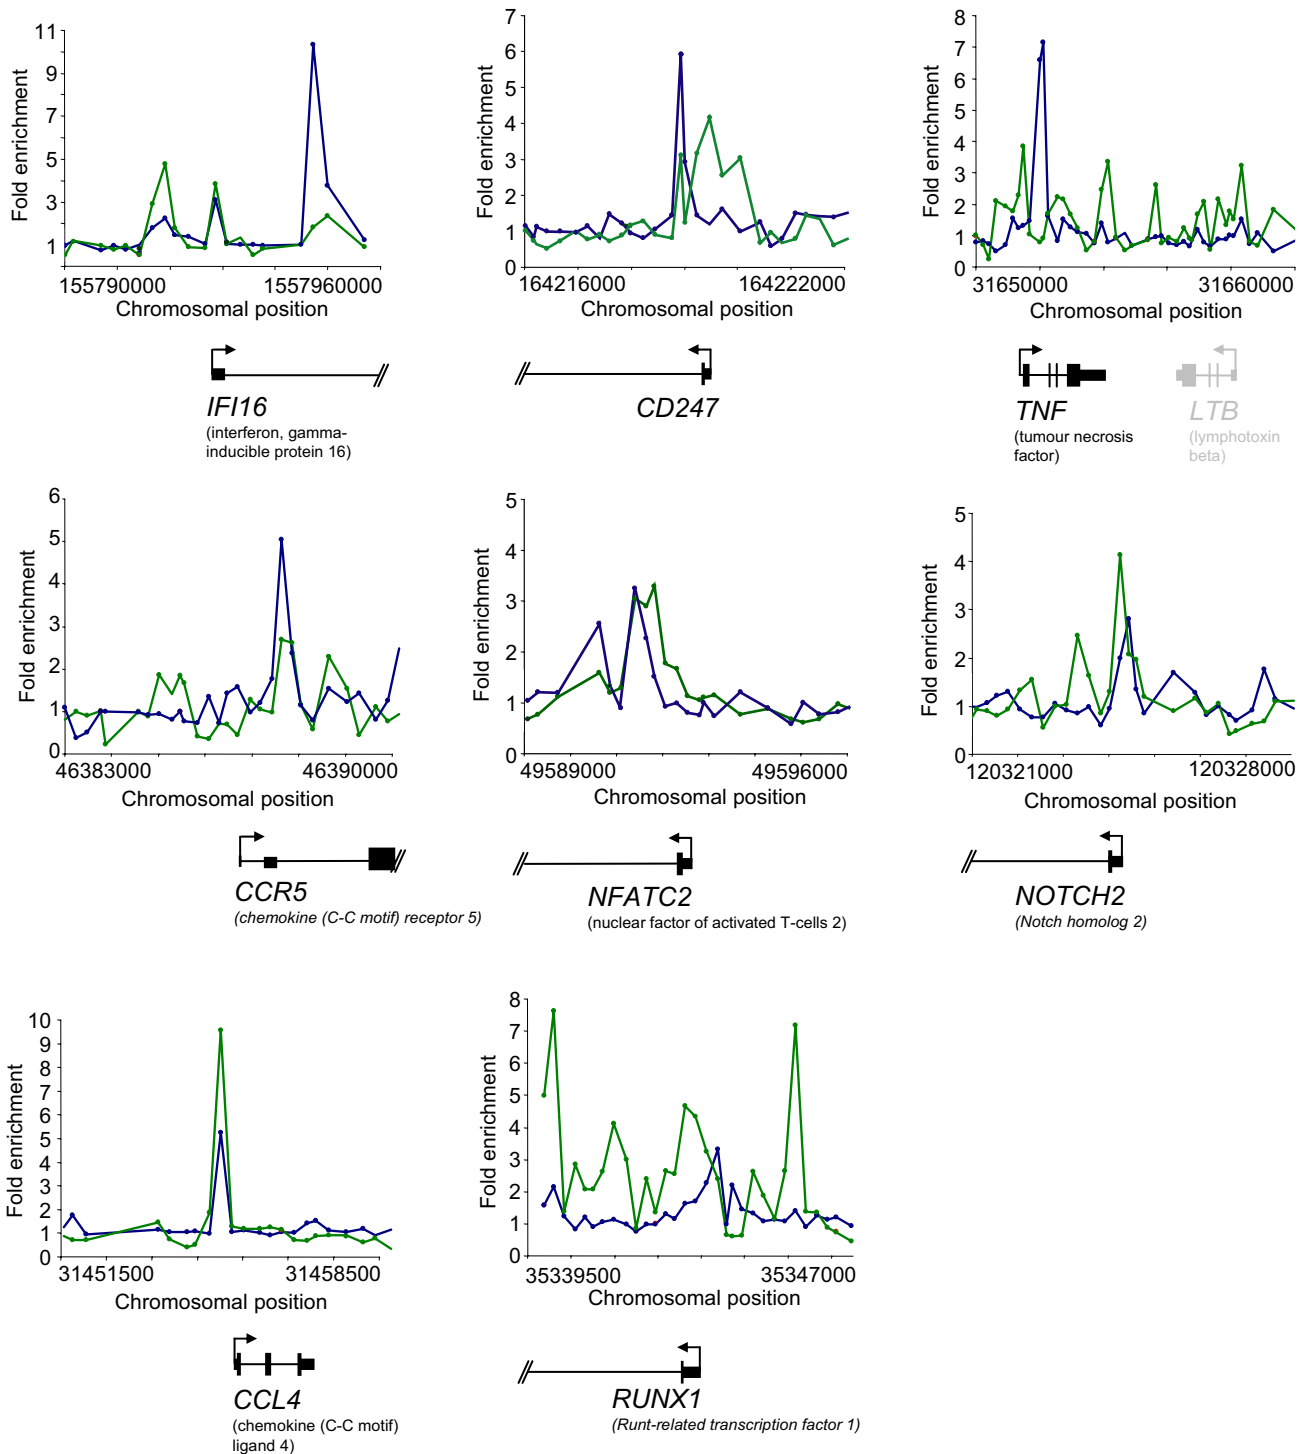 11
9
7
5
3
1
Fold enrichment
155790000 155796000
Chromosomal position
IFI16
(interferon, gamma-
inducible protein 16)
7
6
5
4
3
2
1
0
Fold enrichment
164216000 164222000
Chromosomal position
CD247
8
7
6
5
4
3
2
1
0
Fold enrichment
31650000 31660000
Chromosomal position
TNF
(tumour necrosis
factor)
LTB
(lymphotoxin
beta)
6
5
4
3
2
1
0
Fold enrichment
46383000 46390000
Chromosomal position
CCR5
(chemokine (C-C motif) receptor 5)
5
4
3
2
1
0
Fold enrichment
49589000 49596000
Chromosomal position
NFATC2
(nuclear factor of activated T-cells 2)
5
4
3
2
1
0
Fold enrichment
120321000 120328000
Chromosomal position
NOTCH2
(Notch homolog 2)
10
9
8
7
6
5
4
3
2
1
0
Fold enrichment
31451500 31458500
Chromosomal position
CCL4
(chemokine (C-C motif)
ligand 4)
8
7
6
5
4
3
2
1
0
Fold enrichment
35339500 35347000
Chromosomal position
RUNX1
(Runt-related transcription factor 1)